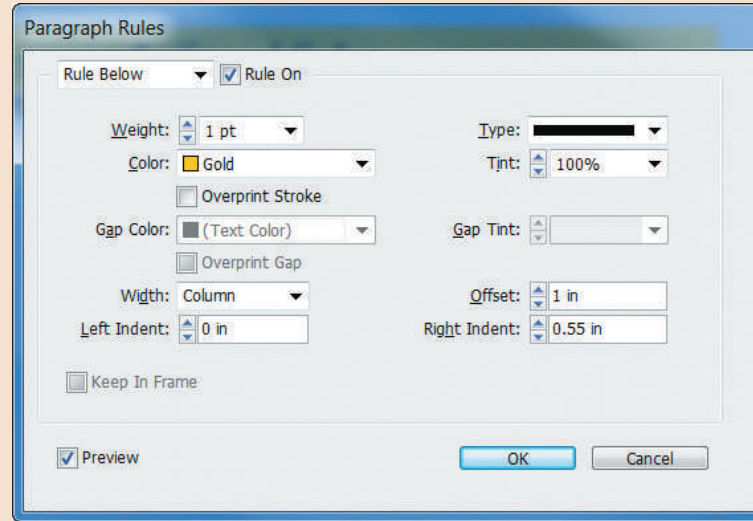 Paragraph Rules
Rule Below Rule On
Weight: 1 pt Type:
Color: Gold Tint: 100%
Overprint Stroke
Gap Color: (Text Color) Gap Tint:
Overprint Gap
Width: Column Offset: 1 in
Left Indent: 0 in Right Indent: 0.55 in
Keep In Frame
Preview OK Cancel